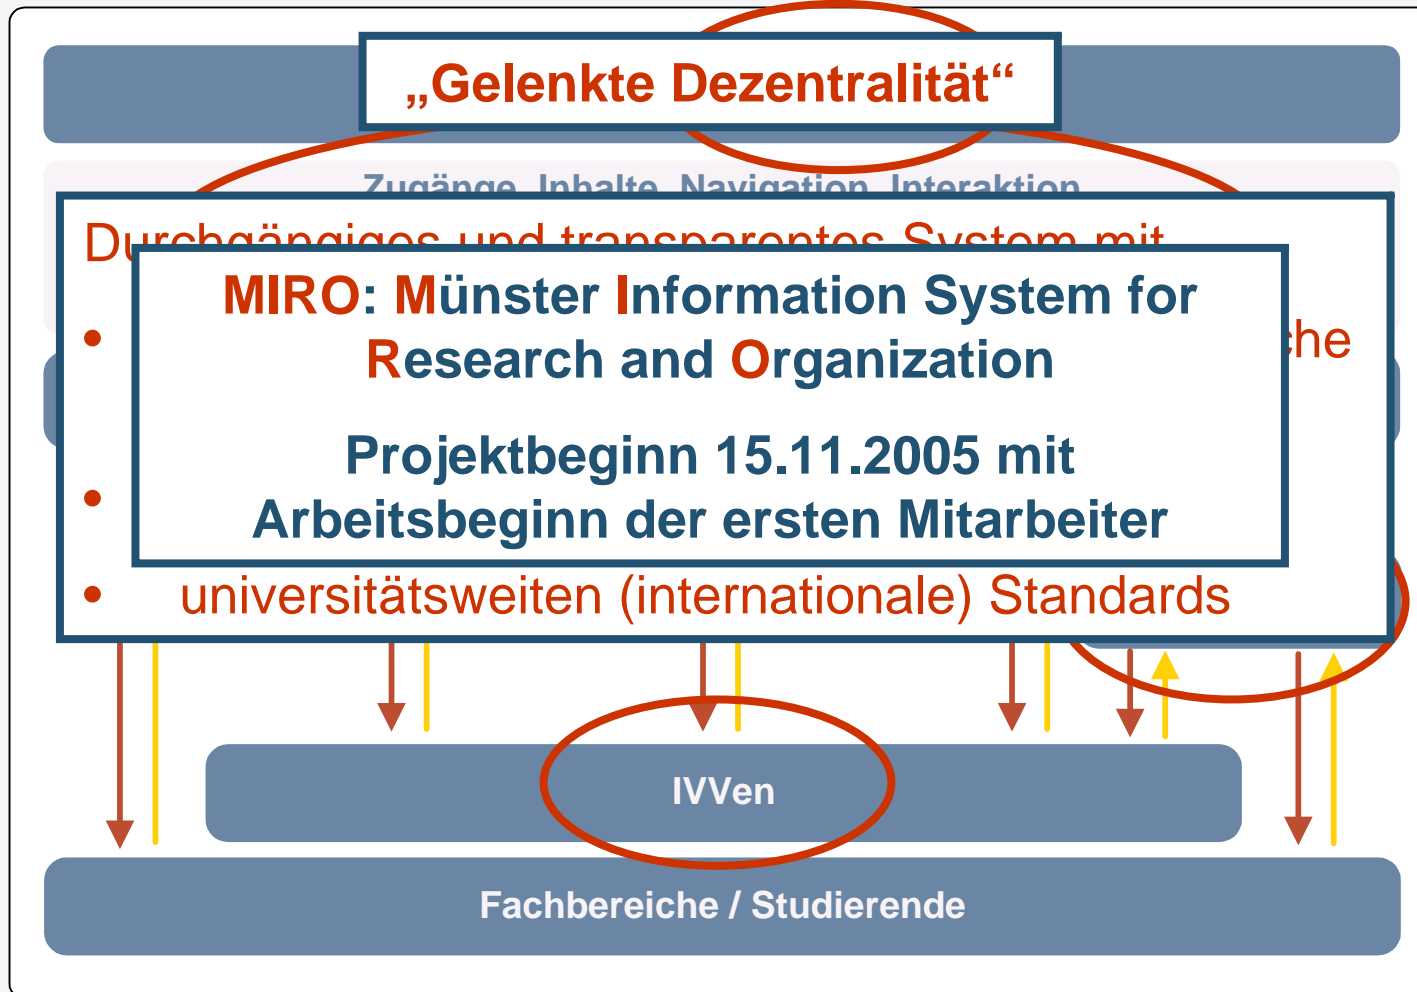 „Gelenkte Dezentralität“
Zugänge, Inhalte, Navigation, Interaktion
Durchgängiges und transparentes System mit
MIRO: Münster Information System for
Research and Organization
Projektbeginn 15.11.2005 mit
Arbeitsbeginn der ersten Mitarbeiter
•
•
• universitätsweiten (internationale) Standards
IVVen
Fachbereiche / Studierende